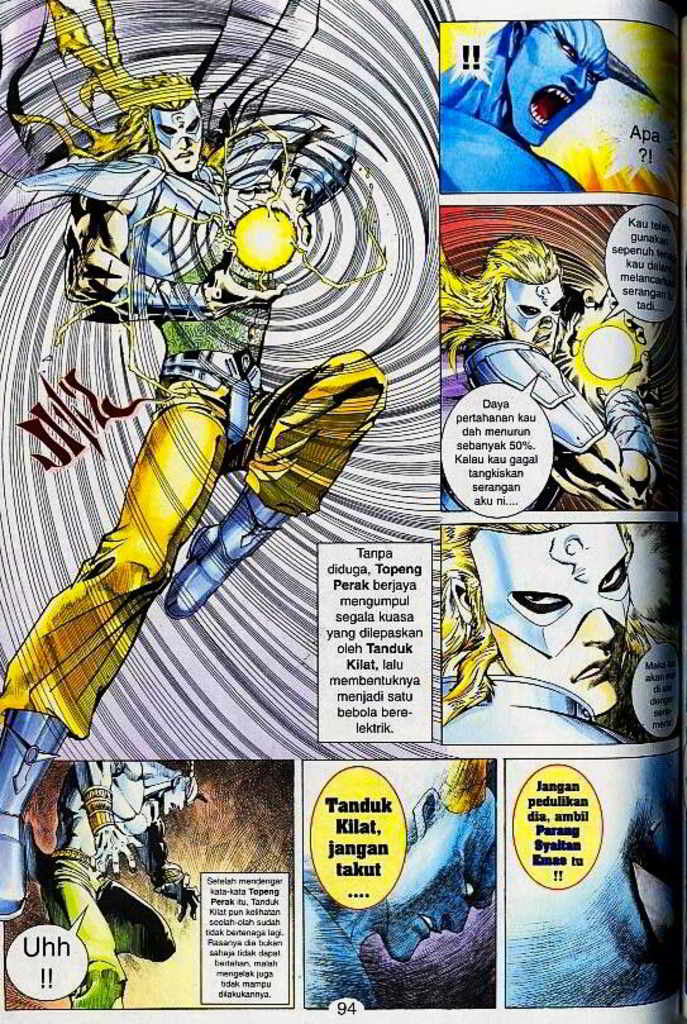 !!
Apa
?!
Kau telah
gunakan
sepenuh tenaga
kau dalam
melancarkan
serangan tu
tadi....
Daya
pertahanan kau
dah menurun
sebanyak 50%.
Kalau kau gagal
tangkiskan
serangan
aku ni....
Tanpa
diduga, Topeng
Perak berjaya
mengumpul
segala kuasa
yang dilepaskan
oleh Tanduk
Kilat, lalu
membentuknya
menjadi satu
bebola bere-
lektrik.
akan
di
dengan
Uhh
!!
Setelah mendengar
kata-kata Topeng
Perak itu, Tanduk
Kilat pun kelihatan
seolah-olah sudah
tidak bertenaga lagi.
Rasanya dia bukan
sahaja tidak dapat
bertahan, malah
mengelak juga
tidak mampu
dilakukannya.
Tanduk
Kilat,
jangan
takut
....
Jangan
pedulikan
dia, ambil
Parang
Syaitan
Emas tu
!!
94